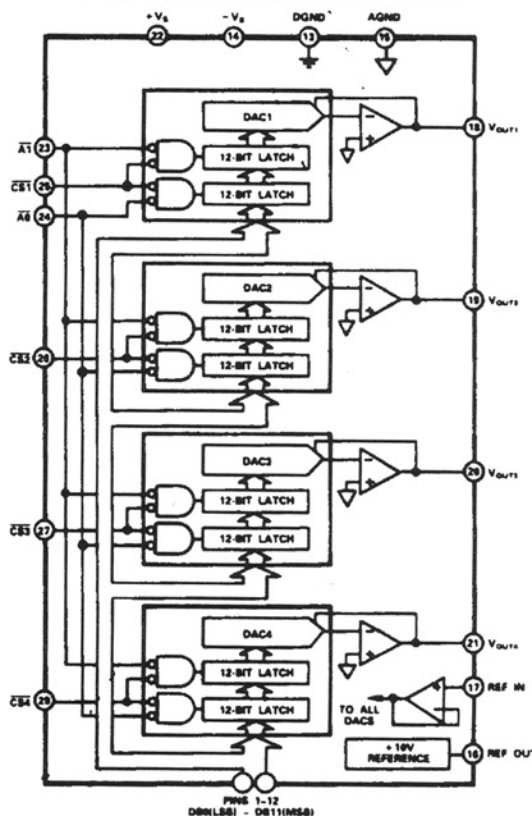 +VS -VS DGND AGND
22 14 13 15
DAC1
A1 23
12-BIT LATCH
18 VOUT1
CS1 25
12-BIT LATCH
A0 24
DAC2
19 VOUT2
12-BIT LATCH
CS2 26
12-BIT LATCH
DAC3
20 VOUT3
12-BIT LATCH
CS3 27
12-BIT LATCH
DAC4
21 VOUT4
12-BIT LATCH
17 REF IN
CS4 28
12-BIT LATCH
TO ALL
DACS
+10V
REFERENCE
16 REF OUT
PINS 1-12
DB0(LSB) - DB11(MSB)